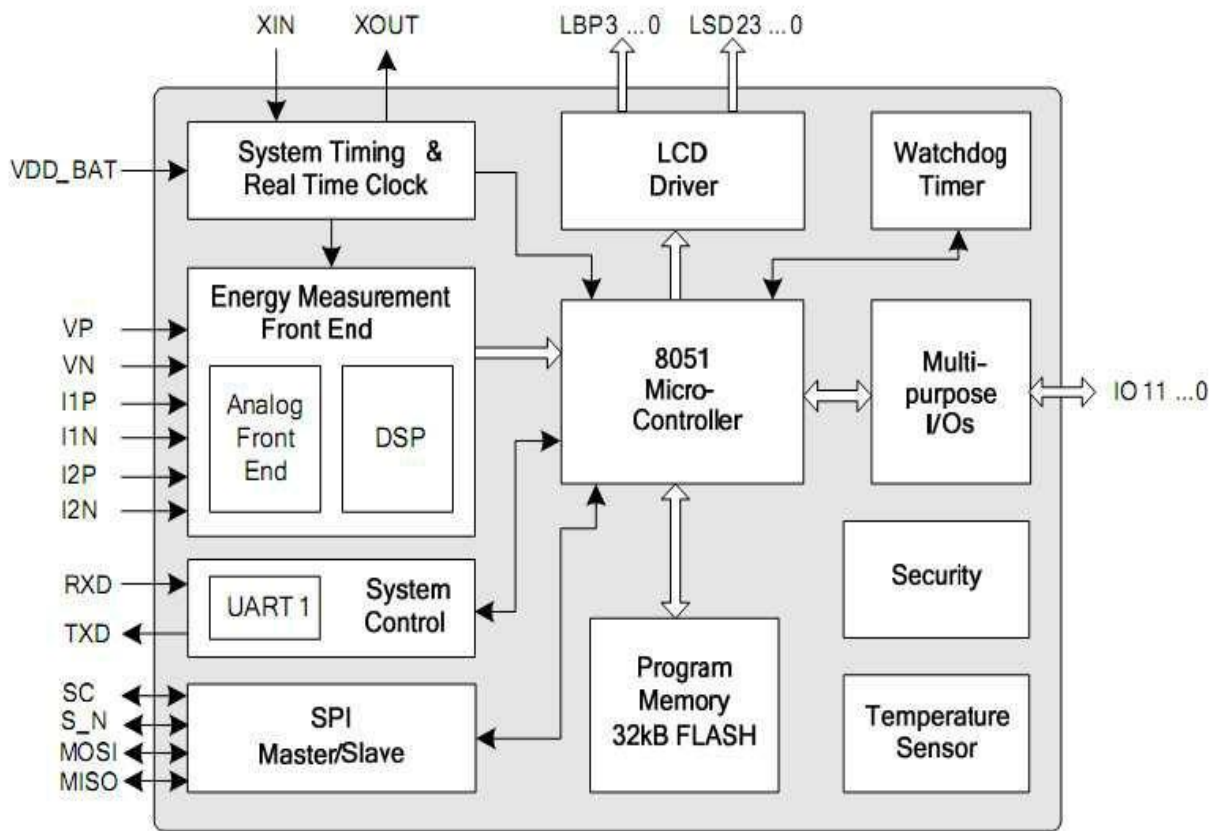 XIN XOUT LBP3 ... 0 LSD23 ... 0
VDD_BAT
System Timing &
Real Time Clock
LCD
Driver
Watchdog
Timer
Energy Measurement
Front End
VP
VN
I1P
I1N
I2P
I2N
Analog
Front
End
DSP
8051
Micro-
Controller
Multi-
purpose
I/Os
IO 11 ...0
RXD
TXD
UART 1
System
Control
Security
SC
S_N
MOSI
MISO
SPI
Master/Slave
Program
Memory
32kB FLASH
Temperature
Sensor